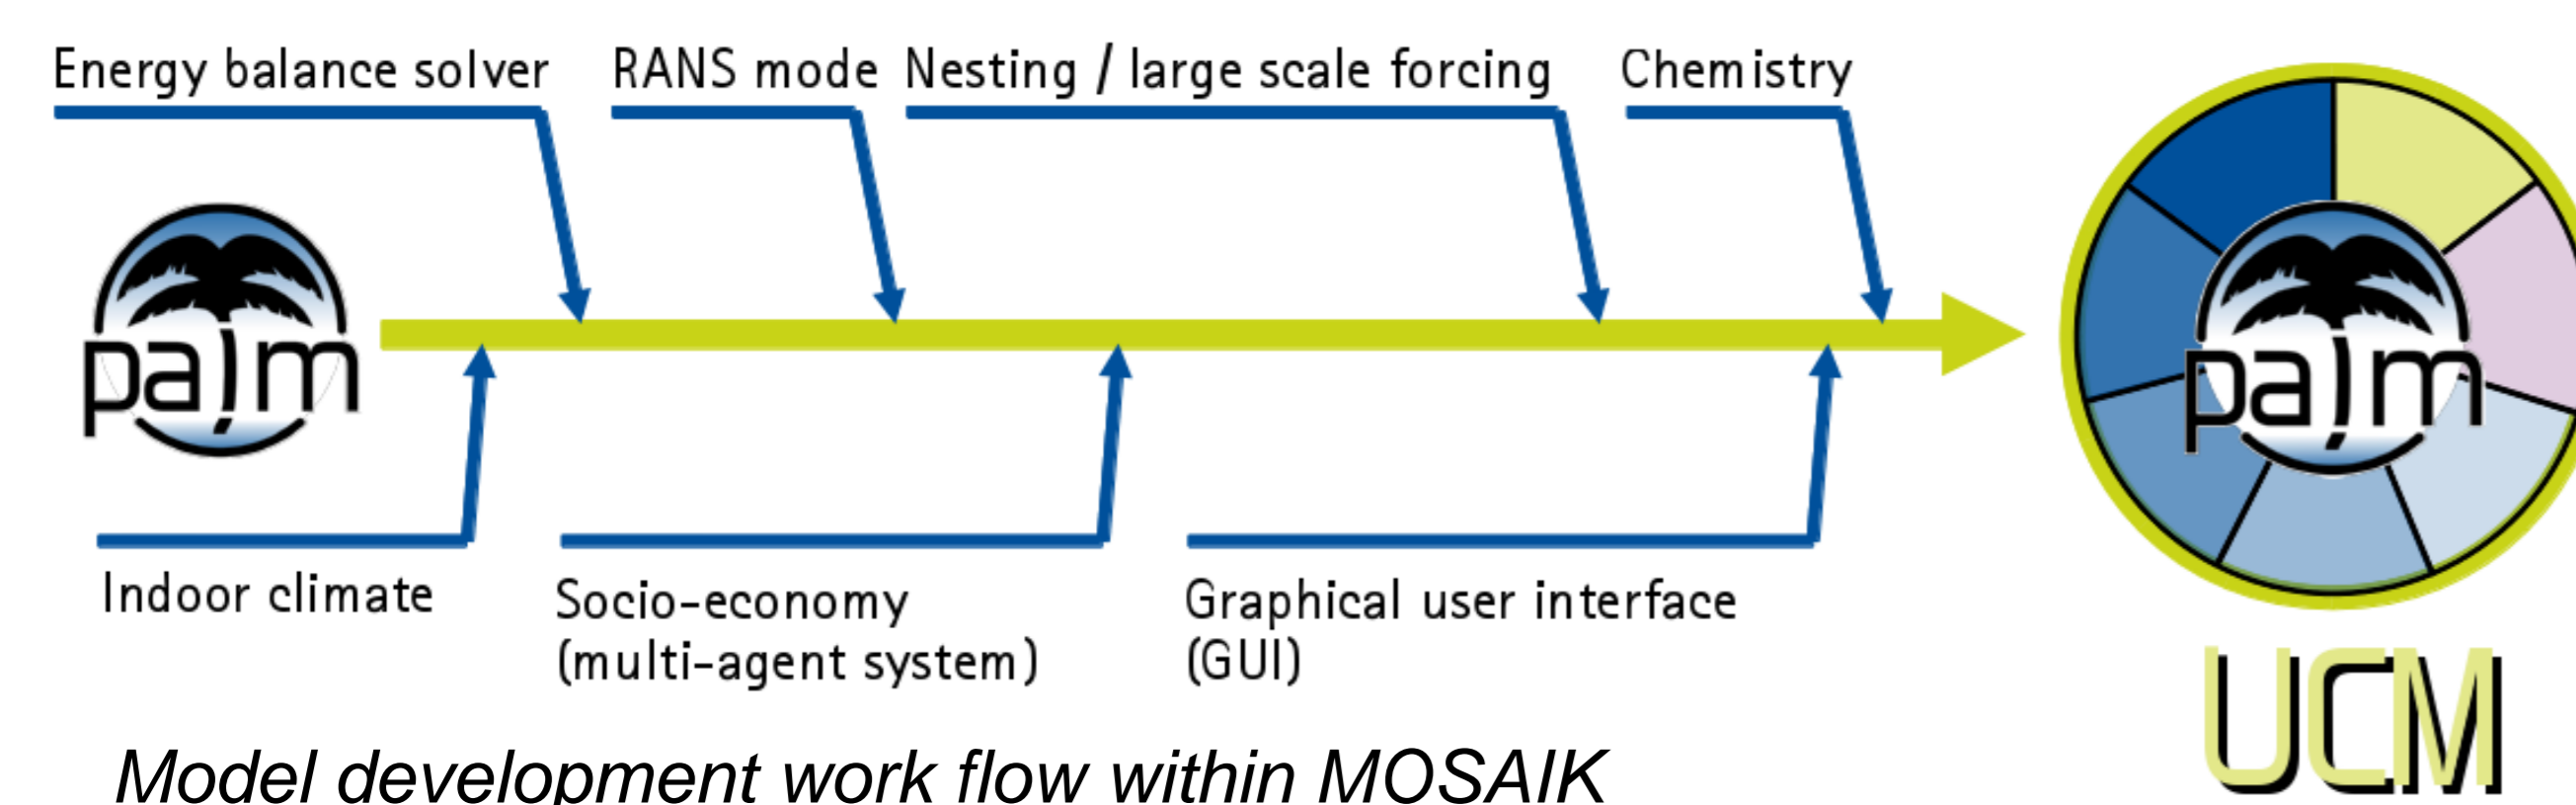 Energy balance solver
RANS mode
Nesting / large scale forcing
Chemistry
palm
palm
Indoor climate
Socio-economy
(multi-agent system)
Graphical user interface
(GUI)
UCM
Model development work flow within MOSAIK